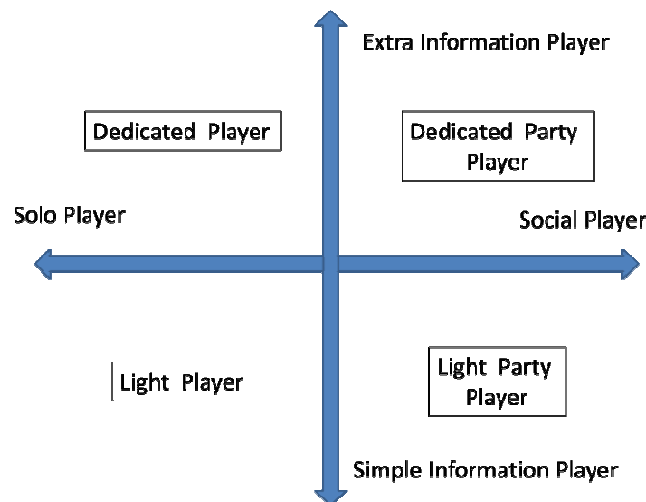 Extra Information Player
Dedicated Player
Dedicated Party
Player
Solo Player
Social Player
Light Player
Light Party
Player
Simple Information Player